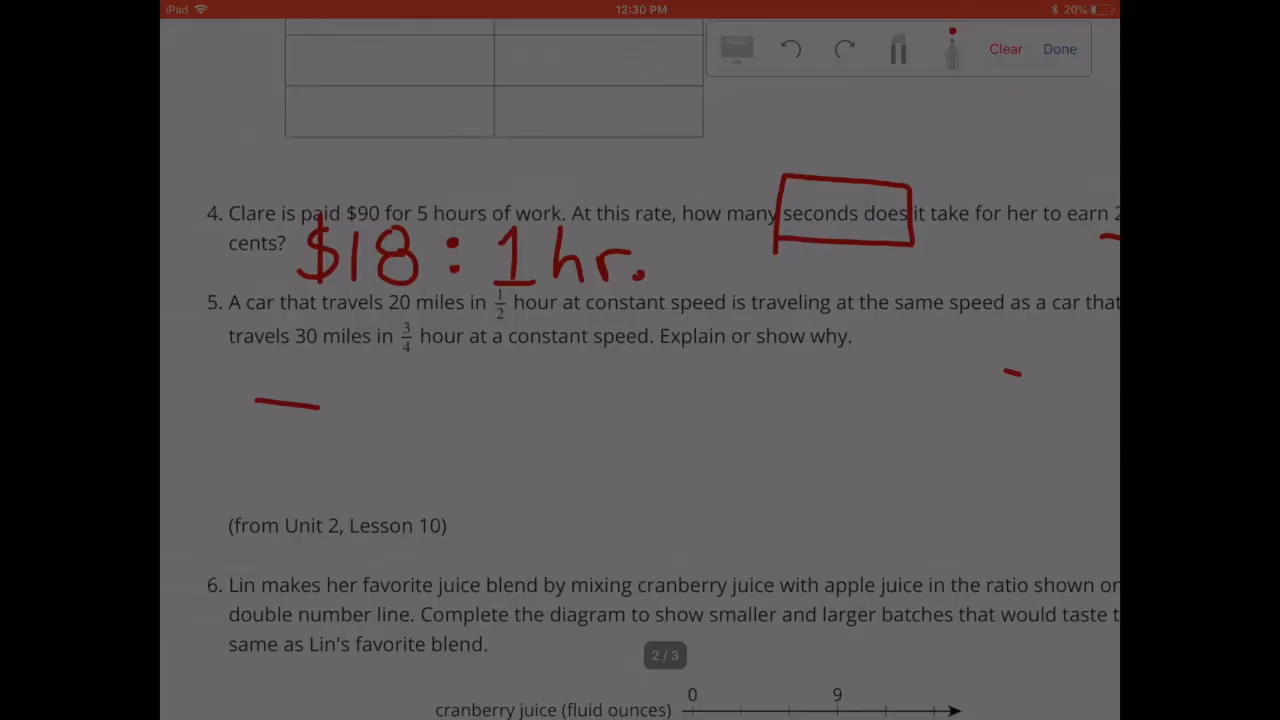 iPad 12:30 PM 20%
Clear Done
4. Clare is paid $90 for 5 hours of work. At this rate, how many seconds does it take for her to earn 2
cents?
$18 : 1 hr.
5. A car that travels 20 miles in 1/2 hour at constant speed is traveling at the same speed as a car that
travels 30 miles in 3/4 hour at a constant speed. Explain or show why.
(from Unit 2, Lesson 10)
6. Lin makes her favorite juice blend by mixing cranberry juice with apple juice in the ratio shown on
double number line. Complete the diagram to show smaller and larger batches that would taste t
same as Lin's favorite blend.
2 / 3
0 9
cranberry juice (fluid ounces)